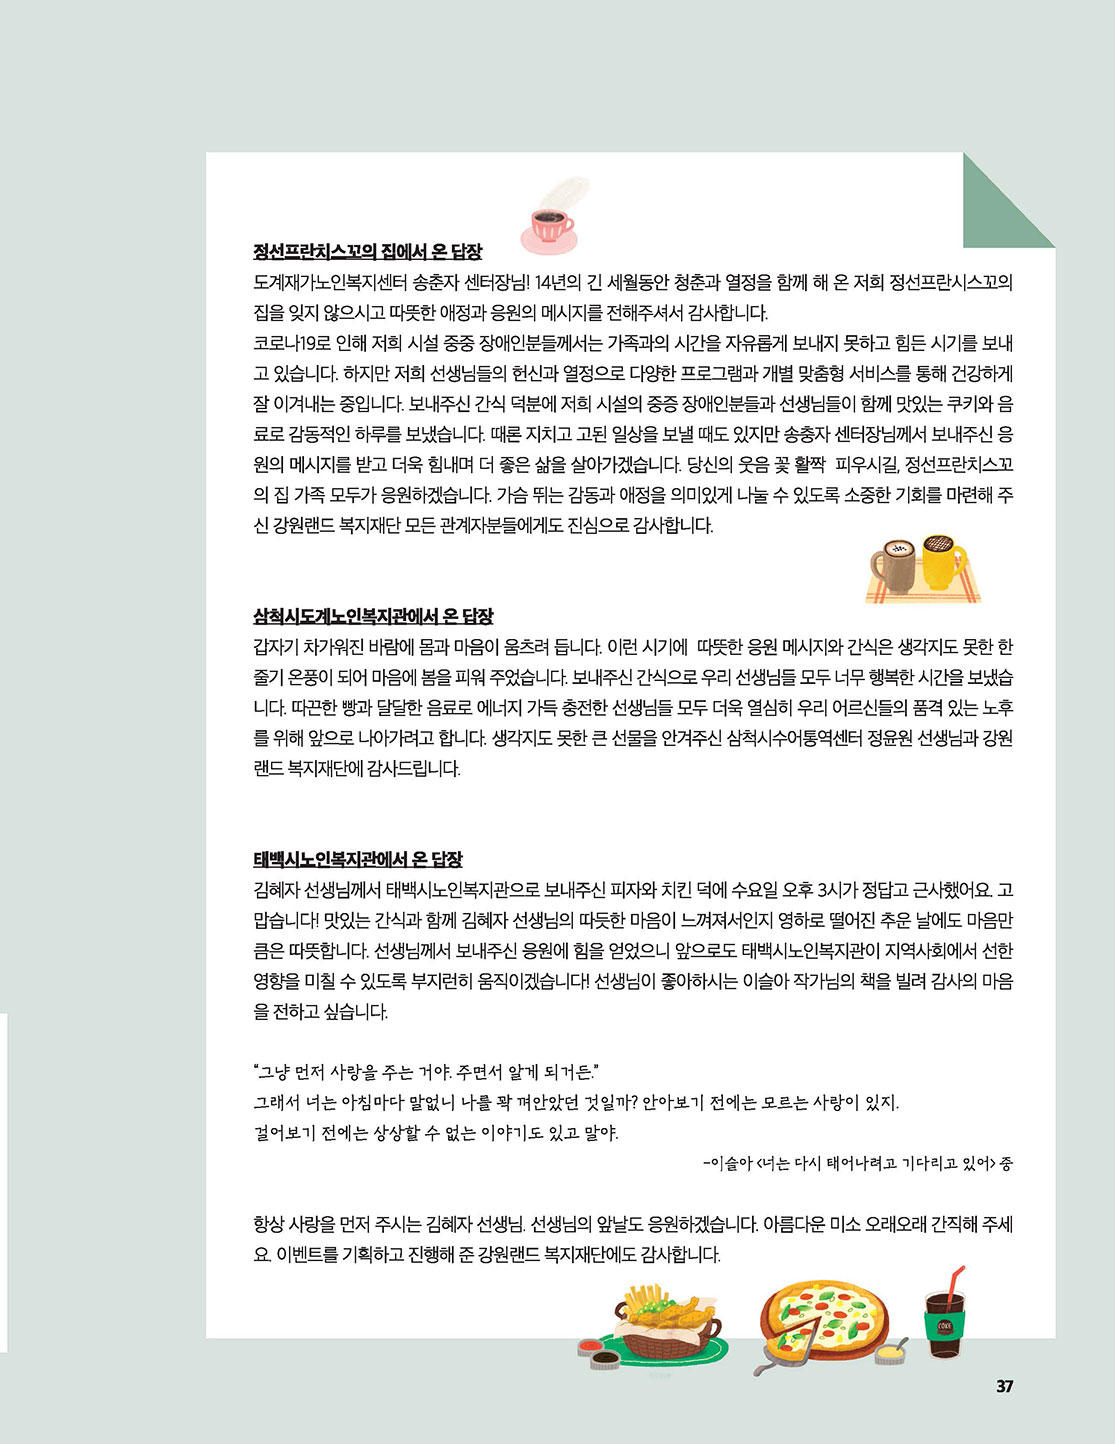 정선프란치스꼬의 집에서 온 답장
도계재가노인복지센터 송춘자 센터장님! 14년의 긴 세월동안 청춘과 열정을 함께 해 온 저희 정선프란시스꼬의
집을 잊지 않으시고 따뜻한 애정과 응원의 메시지를 전해주셔서 감사합니다.
코로나19로 인해 저희 시설 중중 장애인분들께서는 가족과의 시간을 자유롭게 보내지 못하고 힘든 시기를 보내
고 있습니다. 하지만 저희 선생님들의 헌신과 열정으로 다양한 프로그램과 개별 맞춤형 서비스를 통해 건강하게
잘 이겨내는 중입니다. 보내주신 간식 덕분에 저희 시설의 중증 장애인분들과 선생님들이 함께 맛있는 쿠키와 음
료로 감동적인 하루를 보냈습니다. 때론 지치고 고된 일상을 보낼 때도 있지만 송충자 센터장님께서 보내주신 응
원의 메시지를 받고 더욱 힘내며 더 좋은 삶을 살아가겠습니다. 당신의 웃음 꽃 활짝 피우시길, 정선프란치스꼬
의 집 가족 모두가 응원하겠습니다. 가슴 뛰는 감동과 애정을 의미있게 나눌 수 있도록 소중한 기회를 마련해 주
신 강원랜드 복지재단 모든 관계자분들에게도 진심으로 감사합니다.
삼척시도계노인복지관에서 온 답장
갑자기 차가워진 바람에 몸과 마음이 움츠려 듭니다. 이런 시기에 따뜻한 응원 메시지와 간식은 생각지도 못한 한
줄기 온풍이 되어 마음에 봄을 피워 주었습니다. 보내주신 간식으로 우리 선생님들 모두 너무 행복한 시간을 보냈습
니다. 따끈한 빵과 달달한 음료로 에너지 가득 충전한 선생님들 모두 더욱 열심히 우리 어르신들의 품격 있는 노후
를 위해 앞으로 나아가려고 합니다. 생각지도 못한 큰 선물을 안겨주신 삼척시수어통역센터 정윤원 선생님과 강원
랜드 복지재단에 감사드립니다.
태백시노인복지관에서 온 답장
김혜자 선생님께서 태백시노인복지관으로 보내주신 피자와 치킨 덕에 수요일 오후 3시가 정답고 근사했어요. 고
맙습니다! 맛있는 간식과 함께 김혜자 선생님의 따듯한 마음이 느껴져서인지 영하로 떨어진 추운 날에도 마음만
큼은 따뜻합니다. 선생님께서 보내주신 응원에 힘을 얻었으니 앞으로도 태백시노인복지관이 지역사회에서 선한
영향을 미칠 수 있도록 부지런히 움직이겠습니다! 선생님이 좋아하시는 이슬아 작가님의 책을 빌려 감사의 마음
을 전하고 싶습니다.
“그냥 먼저 사랑을 주는 거야. 주면서 알게 되거든.”
그래서 너는 아침마다 말없니 나를 꽉 껴안았던 것일까? 안아보기 전에는 모르는 사랑이 있지.
걸어보기 전에는 상상할 수 없는 이야기도 있고 말야.
-이슬아 <너는 다시 태어나려고 기다리고 있어> 중
항상 사랑을 먼저 주시는 김혜자 선생님. 선생님의 앞날도 응원하겠습니다. 아름다운 미소 오래오래 간직해 주세
요. 이벤트를 기획하고 진행해 준 강원랜드 복지재단에도 감사합니다.
COKE
37